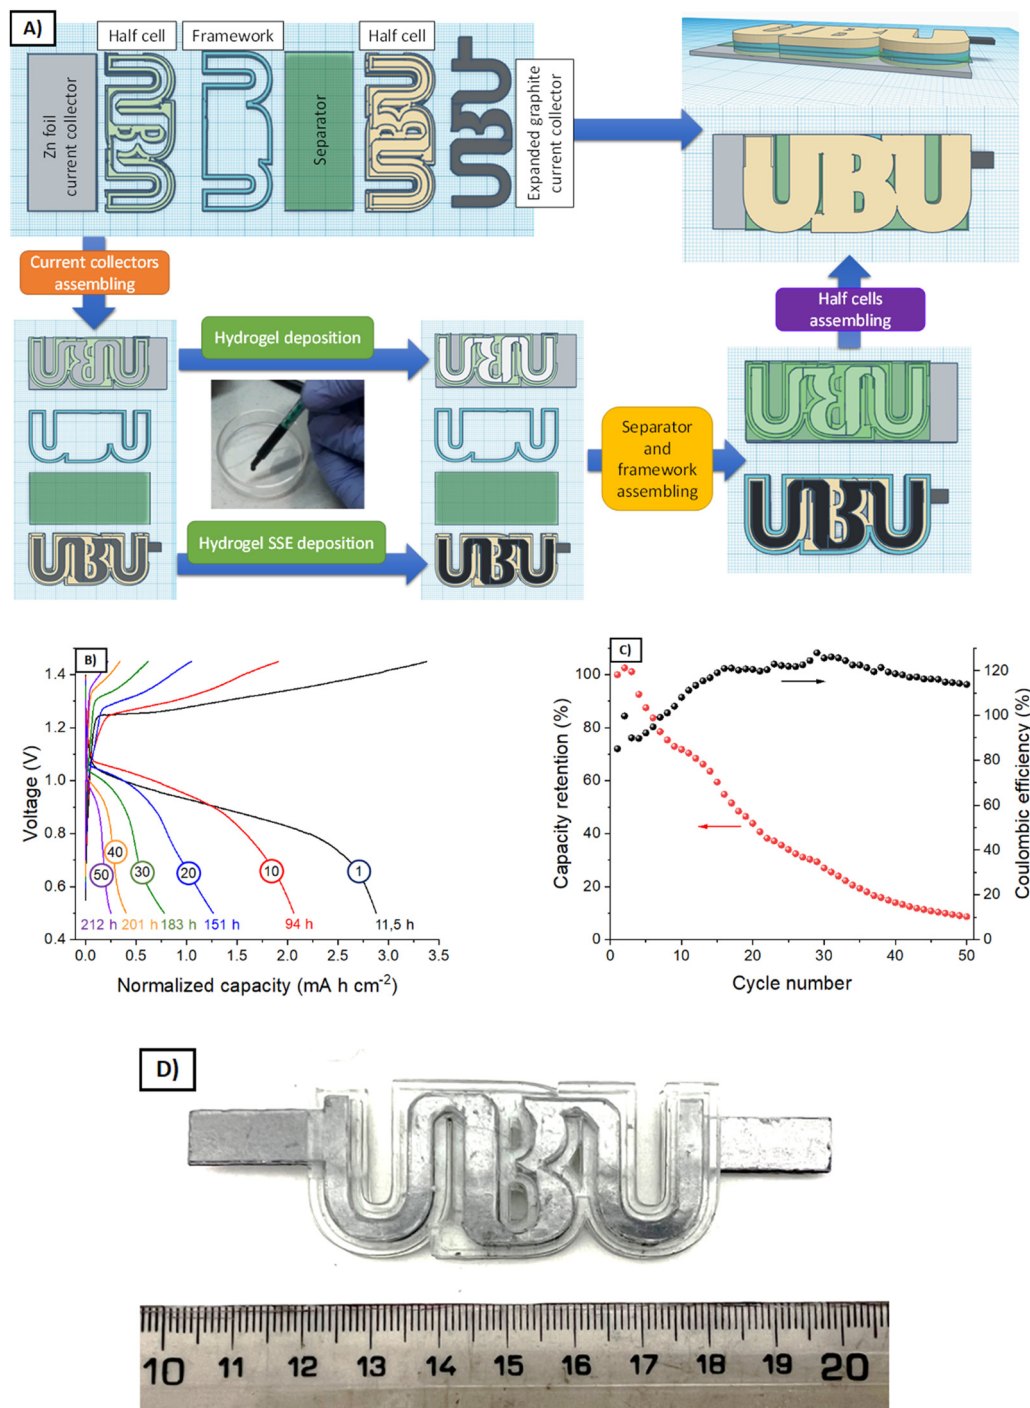 A)
Half cell
Framework
Half cell
Zn foil
current collector
Separator
Expanded graphite
current collector
UBU
Current collectors
assembling
Hydrogel deposition
Hydrogel SSE deposition
Separator
and
framework
assembling
Half cells
assembling
B)
Voltage (V)
1.4
1.2
1.0
0.8
0.6
0.4
50
40
30
20
10
1
212 h
201 h
183 h
151 h
94 h
11,5 h
0.0 0.5 1.0 1.5 2.0 2.5 3.0 3.5
Normalized capacity (mA h cm⁻²)
C)
Capacity retention (%)
100
80
60
40
20
0
Coulombic efficiency (%)
120
100
80
60
40
20
0
0 10 20 30 40 50
Cycle number
D)
UBU
10 11 12 13 14 15 16 17 18 19 20